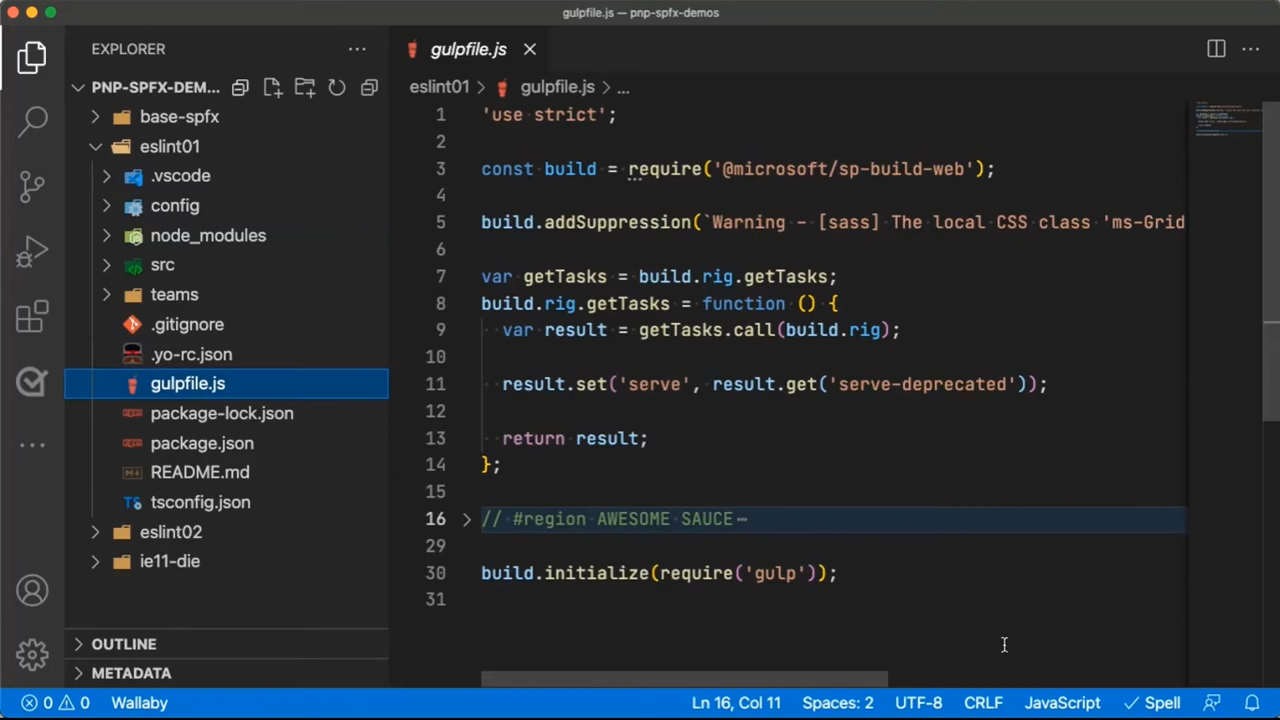 gulpfile.js — pnp-spfx-demos
EXPLORER
PNP-SPFX-DEM...
base-spfx
eslint01
.vscode
config
node_modules
src
teams
.gitignore
.yo-rc.json
gulpfile.js
package-lock.json
package.json
README.md
TS tsconfig.json
eslint02
ie11-die
OUTLINE
METADATA
gulpfile.js
eslint01 > gulpfile.js > ...
1 'use strict';
2
3 const build = require('@microsoft/sp-build-web');
4
5 build.addSuppression(`Warning - [sass] The local CSS class 'ms-Grid
6
7 var getTasks = build.rig.getTasks;
8 build.rig.getTasks = function () {
9 var result = getTasks.call(build.rig);
10
11 result.set('serve', result.get('serve-deprecated'));
12
13 return result;
14 };
15
16 // #region AWESOME SAUCE
29
30 build.initialize(require('gulp'));
31
0 0 Wallaby Ln 16, Col 11 Spaces: 2 UTF-8 CRLF JavaScript Spell